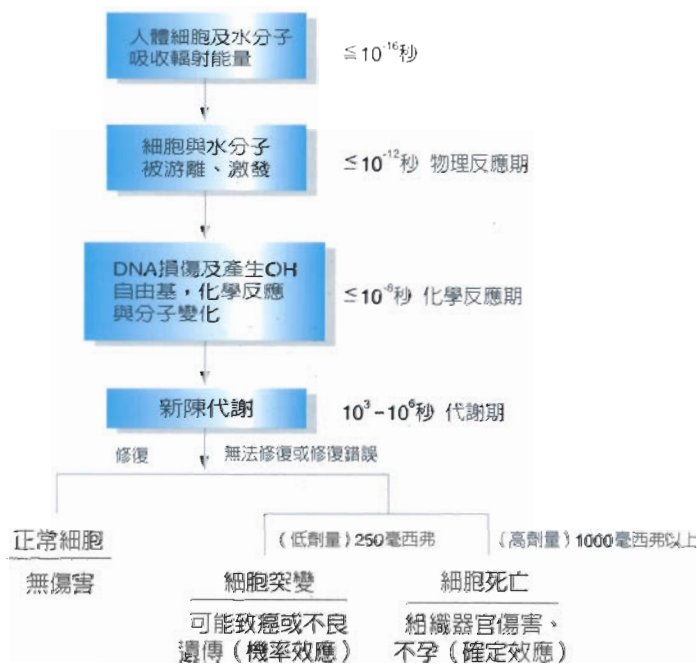 人體細胞及水分子
吸收輻射能量
≦10⁻¹⁶秒
細胞與水分子
被游離、激發
≤10⁻¹²秒 物理反應期
DNA損傷及產生OH
自由基，化學反應
與分子變化
≤10⁻⁶秒 化學反應期
新陳代謝
10³－10⁶秒 代謝期
修復
無法修復或修復錯誤
正常細胞
無傷害
（低劑量）250毫西弗
細胞突變
可能致癌或不良
遺傳（機率效應）
（高劑量）1000毫西弗以上
細胞死亡
組織器官傷害、
不孕（確定效應）